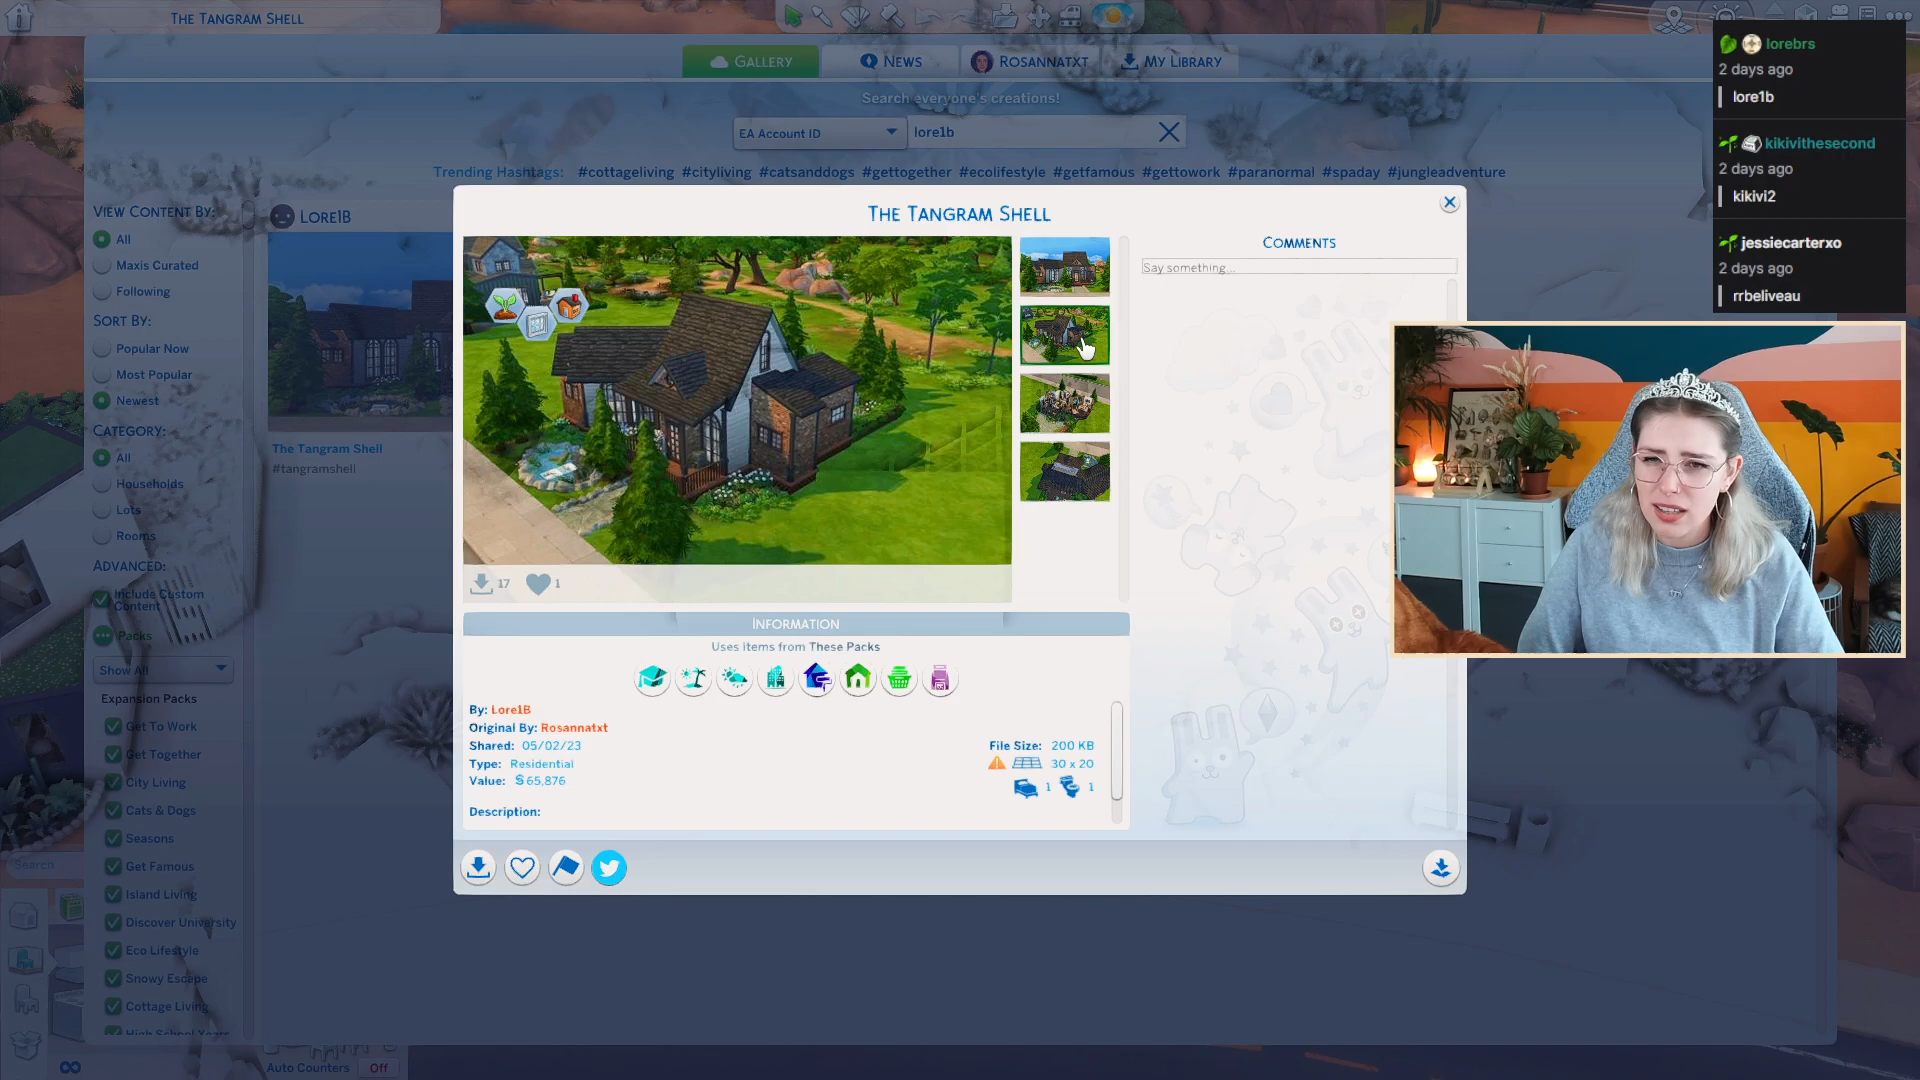 THE TANGRAM SHELL
GALLERY
NEWS
ROSANNATXT
MY LIBRARY
Search everyone's creations!
EA Account ID
lore1b
Trending Hashtags: #cottageliving #cityliving #catsanddogs #gettogether #ecolifestyle #getfamous #gettowork #paranormal #spaday #jungleadventure
VIEW CONTENT BY:
All
Maxis Curated
Following
SORT BY:
Popular Now
Most Popular
Newest
CATEGORY:
All
Households
Lots
Rooms
ADVANCED:
Include Custom
Content
Packs
Show All
Expansion Packs
Get To Work
Get Together
City Living
Cats & Dogs
Seasons
Get Famous
Island Living
Discover University
Eco Lifestyle
Snowy Escape
Cottage Living
High School Years
Search
LORE1B
The Tangram Shell
#tangramshell
THE TANGRAM SHELL
17
1
INFORMATION
Uses items from These Packs
By: Lore1B
Original By: Rosannatxt
Shared: 05/02/23
Type: Residential
Value: $65,876
Description:
File Size: 200 KB
30 x 20
1 1
COMMENTS
Say something...
lorebrs
2 days ago
lore1b
kikivithesecond
2 days ago
kikivi2
jessiecarterxo
2 days ago
rrbeliveau
Auto Counters Off